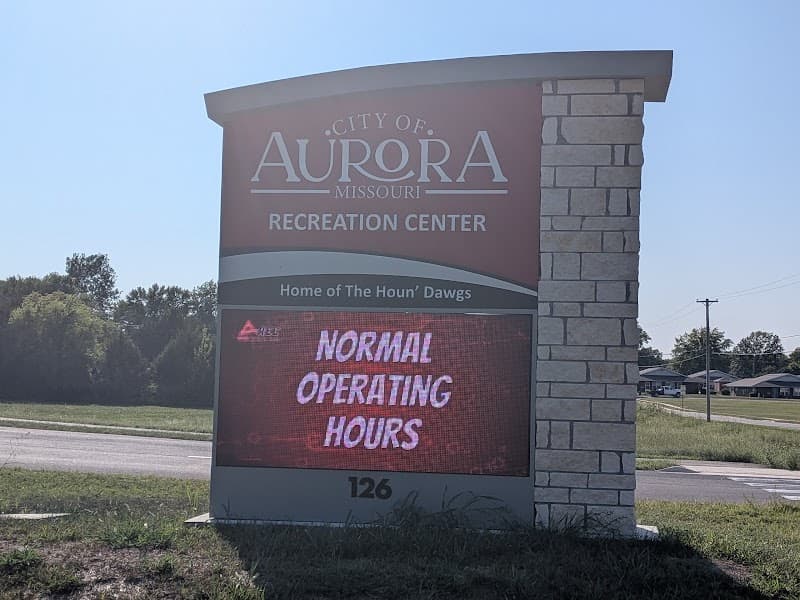 CITY OF
AURORA
MISSOURI
RECREATION CENTER
Home of The Houn' Dawgs
NORMAL
OPERATING
HOURS
126